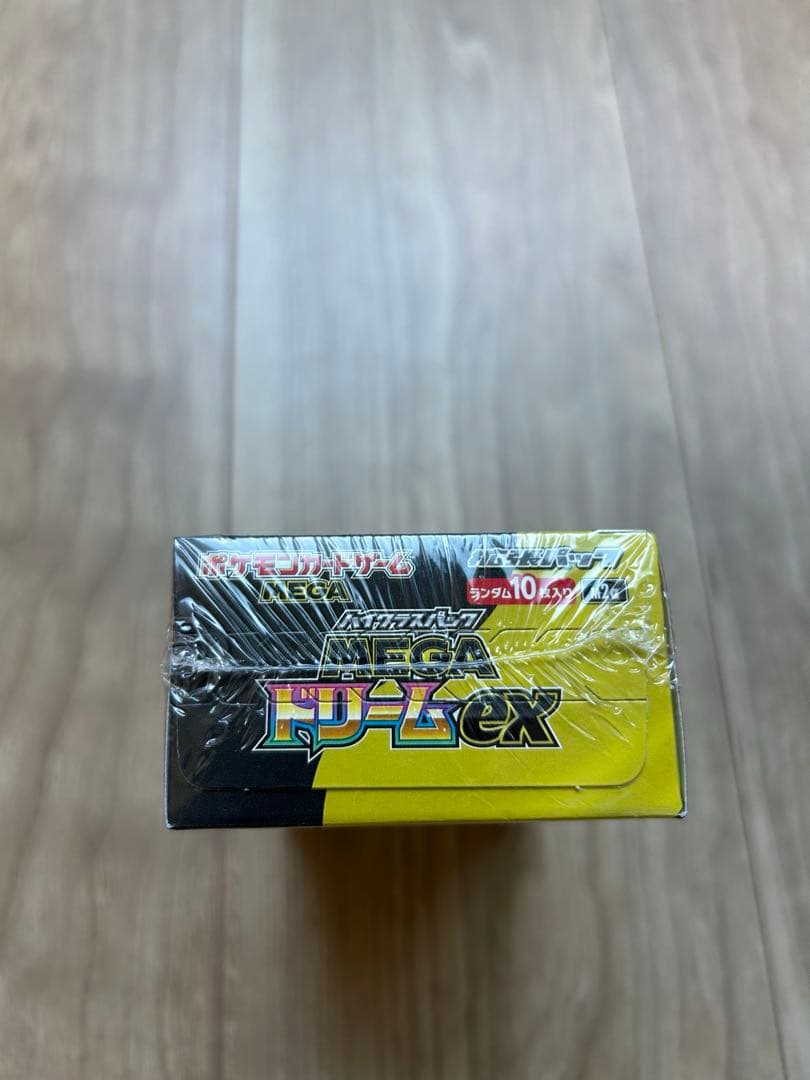 ポケモンカードゲーム
MEGA
拡張パック
ランダム10枚入り M2a
ハイクラスパック
MEGA
ドリームex